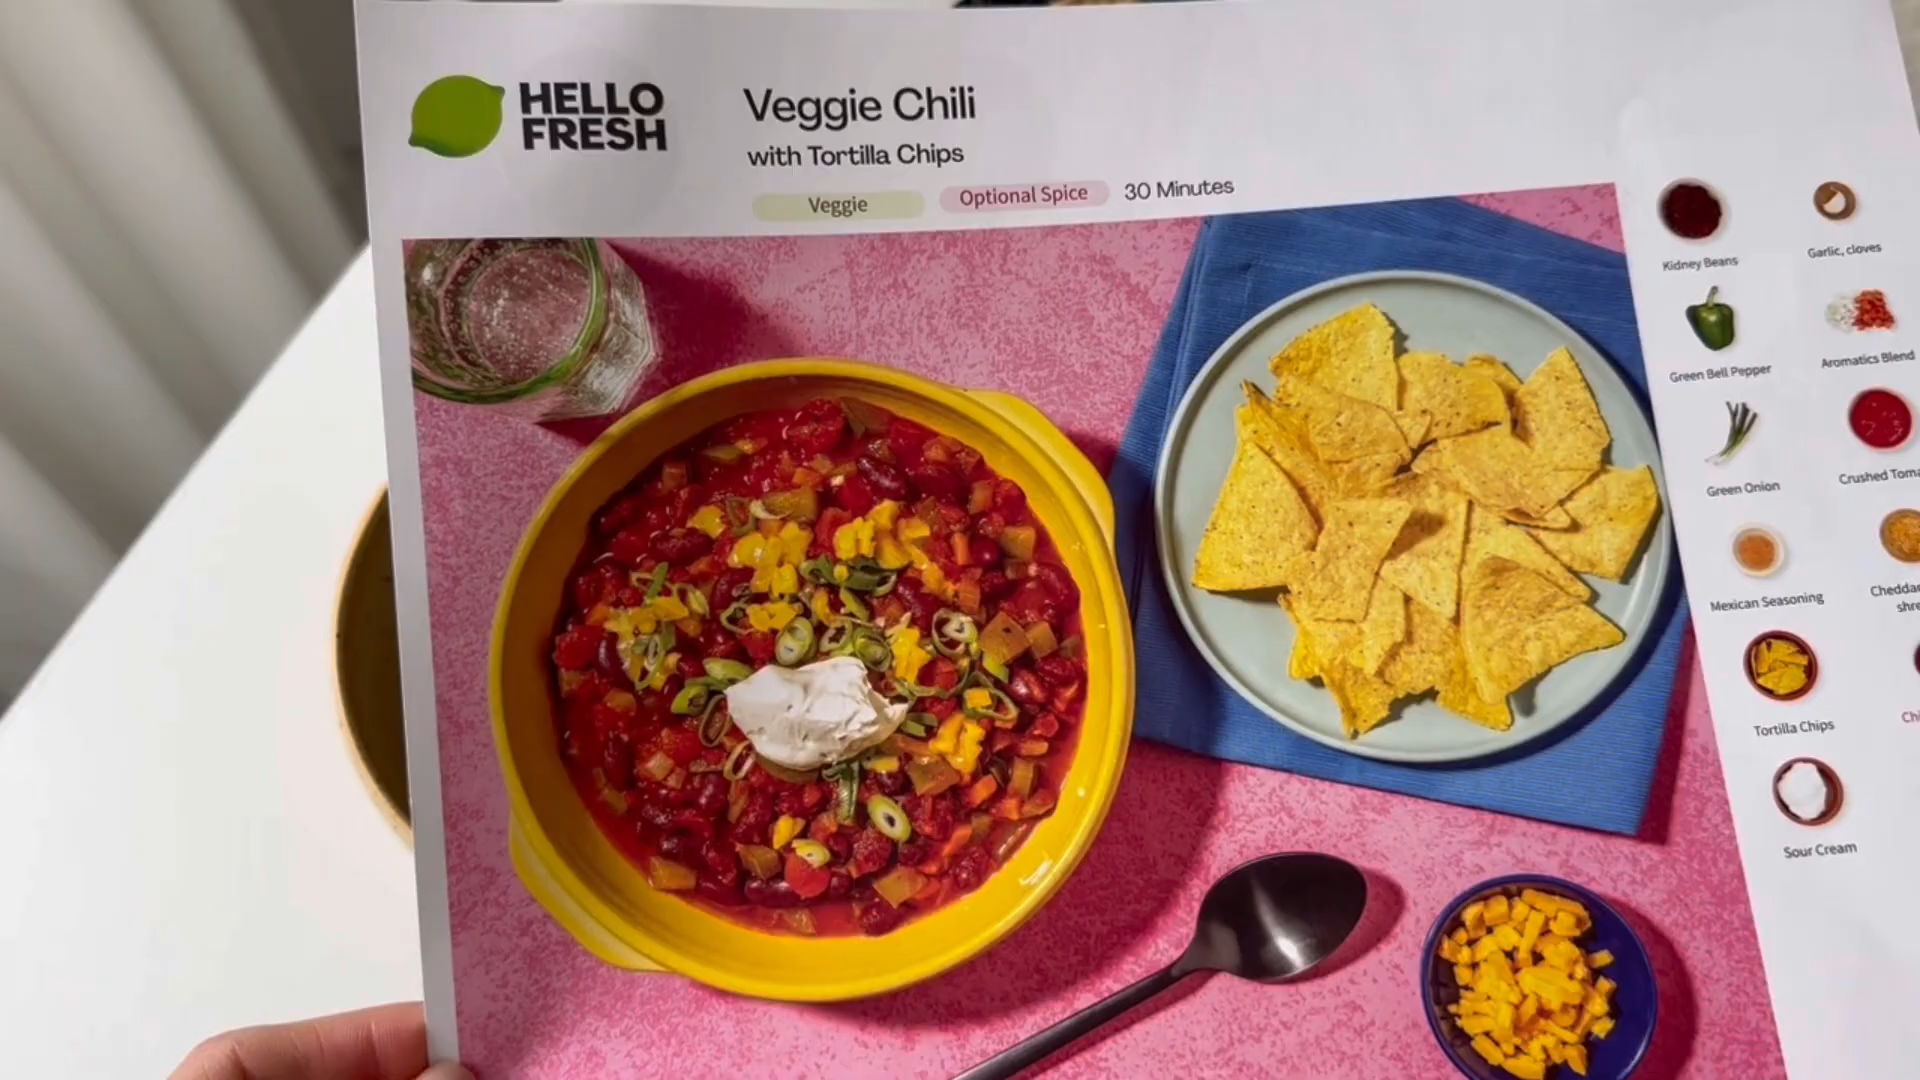 HELLO
FRESH
Veggie Chili
with Tortilla Chips
Veggie
Optional Spice
30 Minutes
Kidney Beans
Garlic, cloves
Green Bell Pepper
Aromatics Blend
Green Onion
Crushed
Mexican Seasoning
Tortilla Chips
Sour Cream